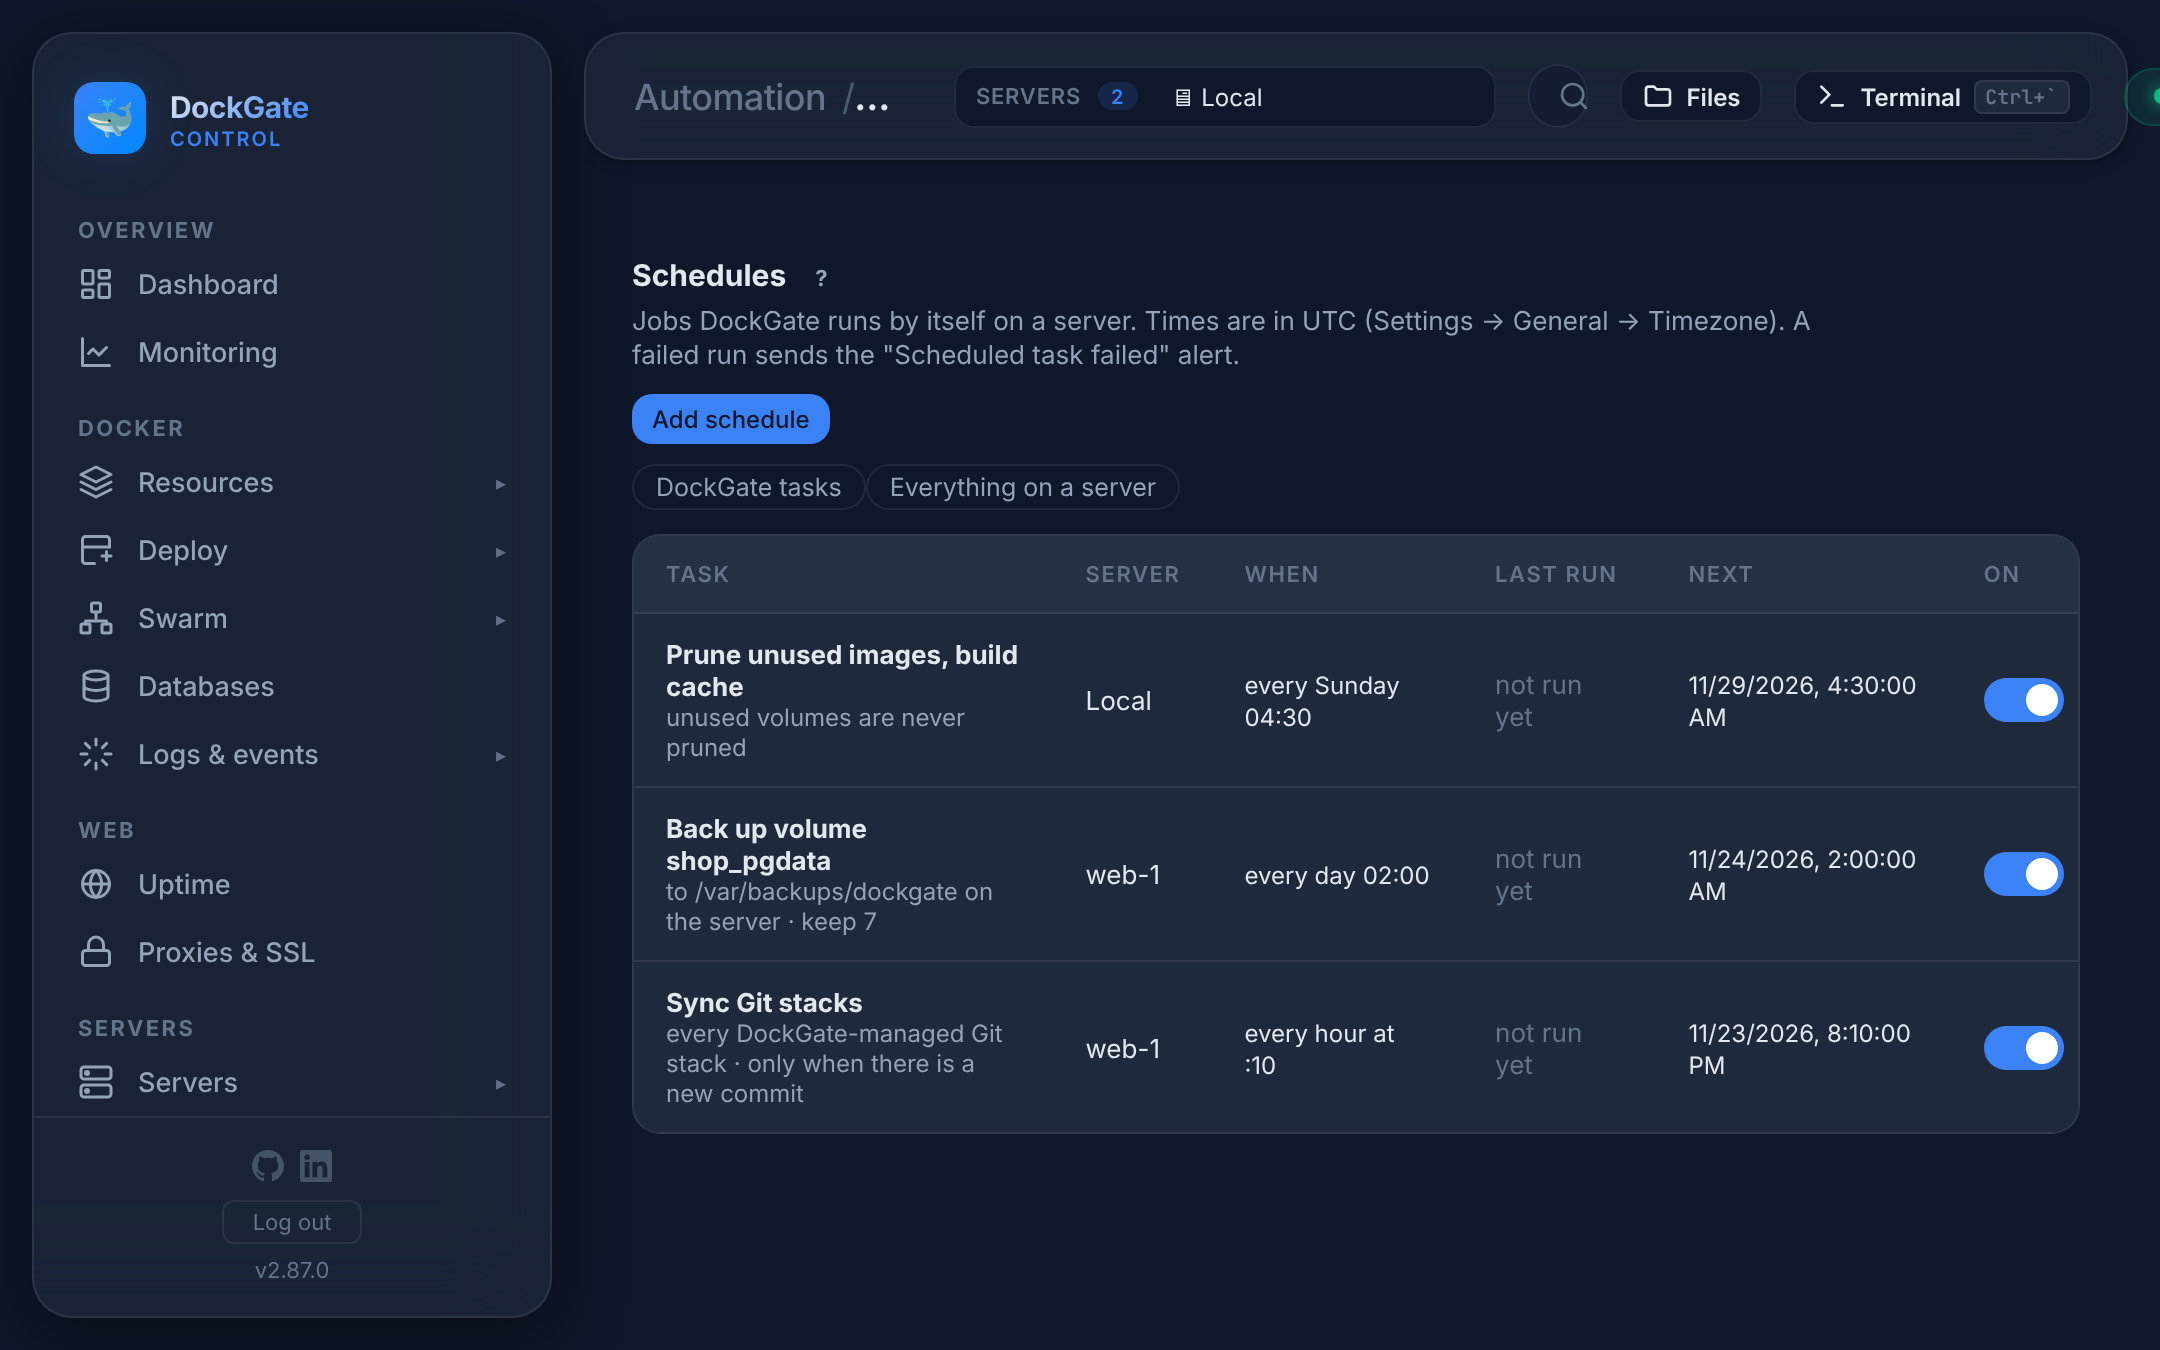 DockGate
CONTROL
OVERVIEW
Dashboard
Monitoring
DOCKER
Resources
Deploy
Swarm
Databases
Logs & events
WEB
Uptime
Proxies & SSL
SERVERS
Servers
Log out
v2.87.0
Automation /...
SERVERS 2 Local
Files
Terminal Ctrl+`
Schedules ?
Jobs DockGate runs by itself on a server. Times are in UTC (Settings → General → Timezone). A
failed run sends the "Scheduled task failed" alert.
Add schedule
DockGate tasks Everything on a server
TASK SERVER WHEN LAST RUN NEXT ON
Prune unused images, build
cache
unused volumes are never
pruned
Local
every Sunday
04:30
not run
yet
11/29/2026, 4:30:00
AM
Back up volume
shop_pgdata
to /var/backups/dockgate on
the server · keep 7
web-1
every day 02:00
not run
yet
11/24/2026, 2:00:00
AM
Sync Git stacks
every DockGate-managed Git
stack · only when there is a
new commit
web-1
every hour at
:10
not run
yet
11/23/2026, 8:10:00
PM